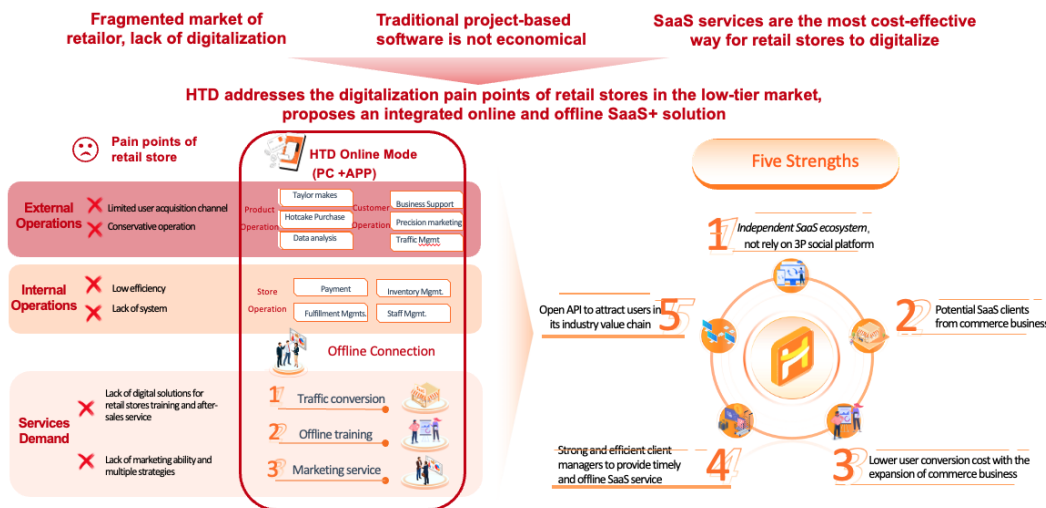 Fragmented market of
retailor, lack of digitalization
Traditional project-based
software is not economical
SaaS services are the most cost-effective
way for retail stores to digitalize
HTD addresses the digitalization pain points of retail stores in the low-tier market,
proposes an integrated online and offline SaaS+ solution
Pain points of
retail store
HTD Online Mode
(PC +APP)
External
Operations
Limited user acquisition channel
Conservative operation
Product
Operation
Taylor makes
Hotcake Purchase
Data analysis
Customer
Operation
Business Support
Precision marketing
Traffic Mgmt
Internal
Operations
Low efficiency
Lack of system
Store
Operation
Payment
Inventory Mgmt.
Fulfillment Mgmts.
Staff Mgmt.
Offline Connection
Services
Demand
Lack of digital solutions for
retail stores training and after-
sales service
Lack of marketing ability and
multiple strategies
1 Traffic conversion
2 Offline training
3 Marketing service
Five Strengths
1 Independent SaaS ecosystem,
not rely on 3P social platform
2 Potential SaaS clients
from commerce business
3 Lower user conversion cost with the
expansion of commerce business
4 Strong and efficient client
managers to provide timely
and offline SaaS service
5 Open API to attract users in
its industry value chain